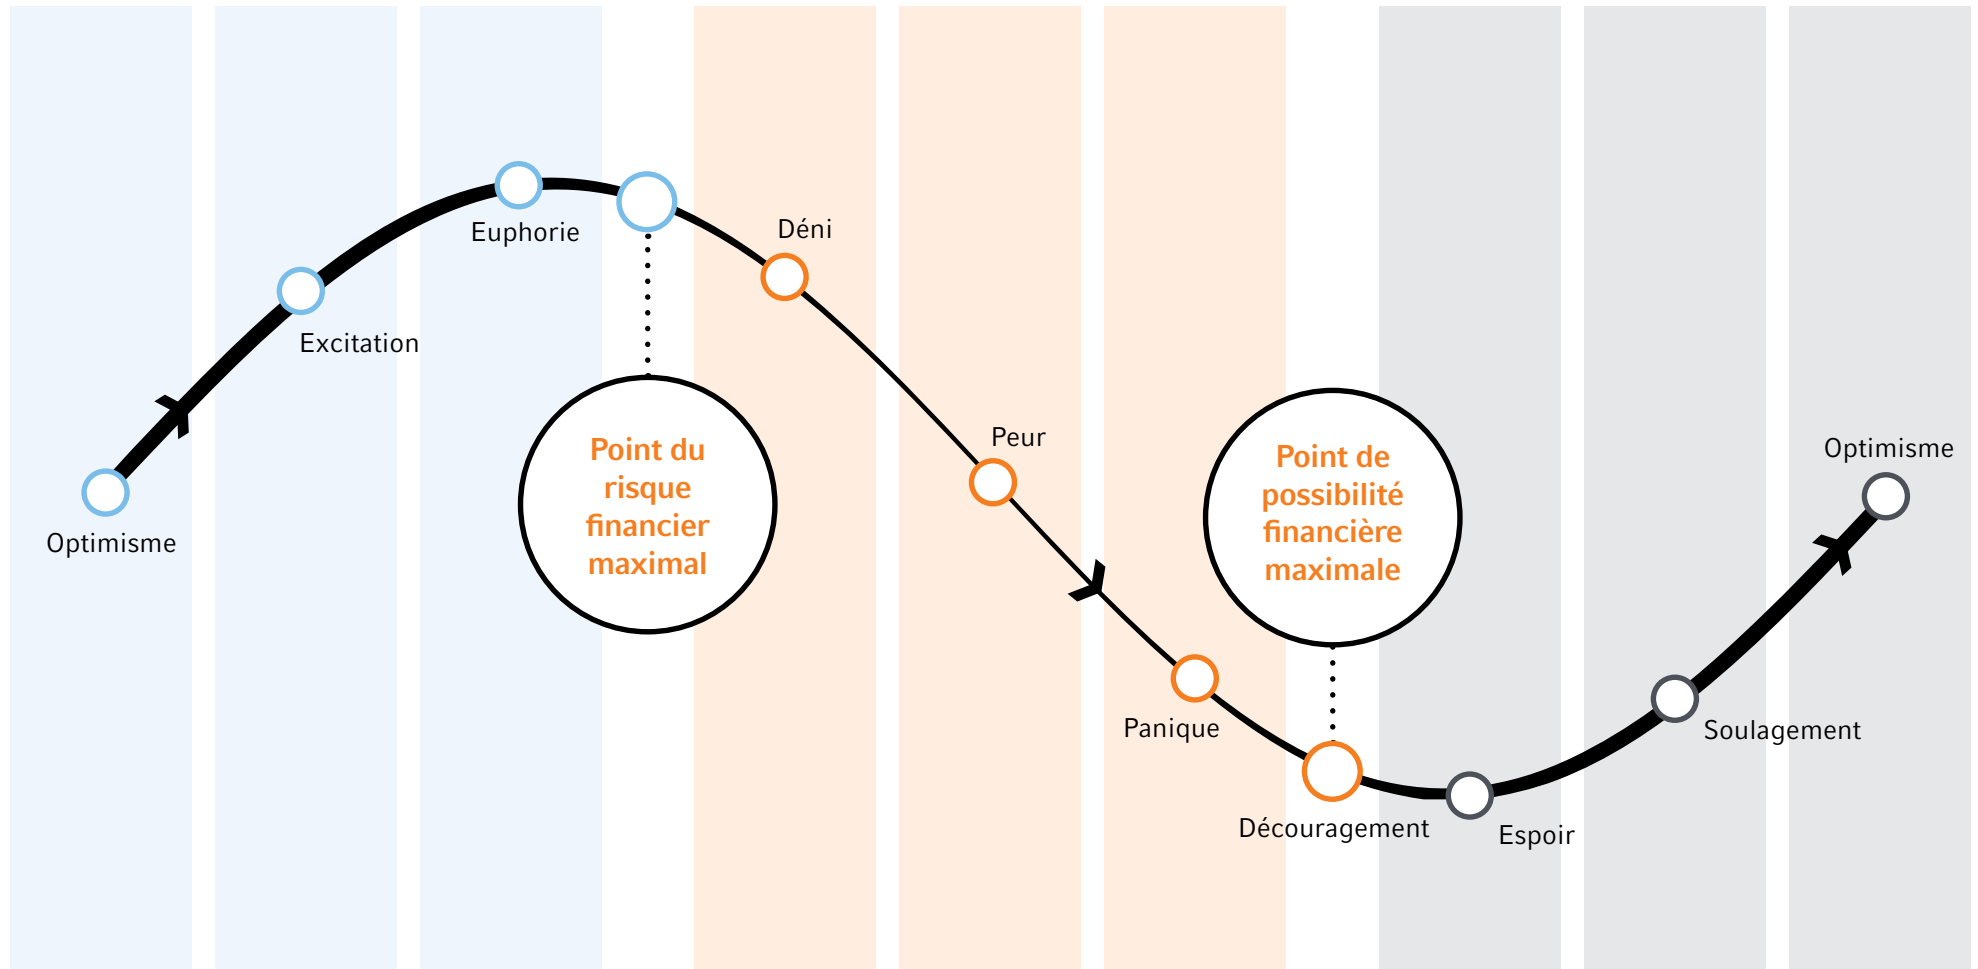 Optimisme
Excitation
Euphorie
Point du
risque
financier
maximal
Déni
Peur
Panique
Point de
possibilité
financière
maximale
Découragement
Espoir
Soulagement
Optimisme